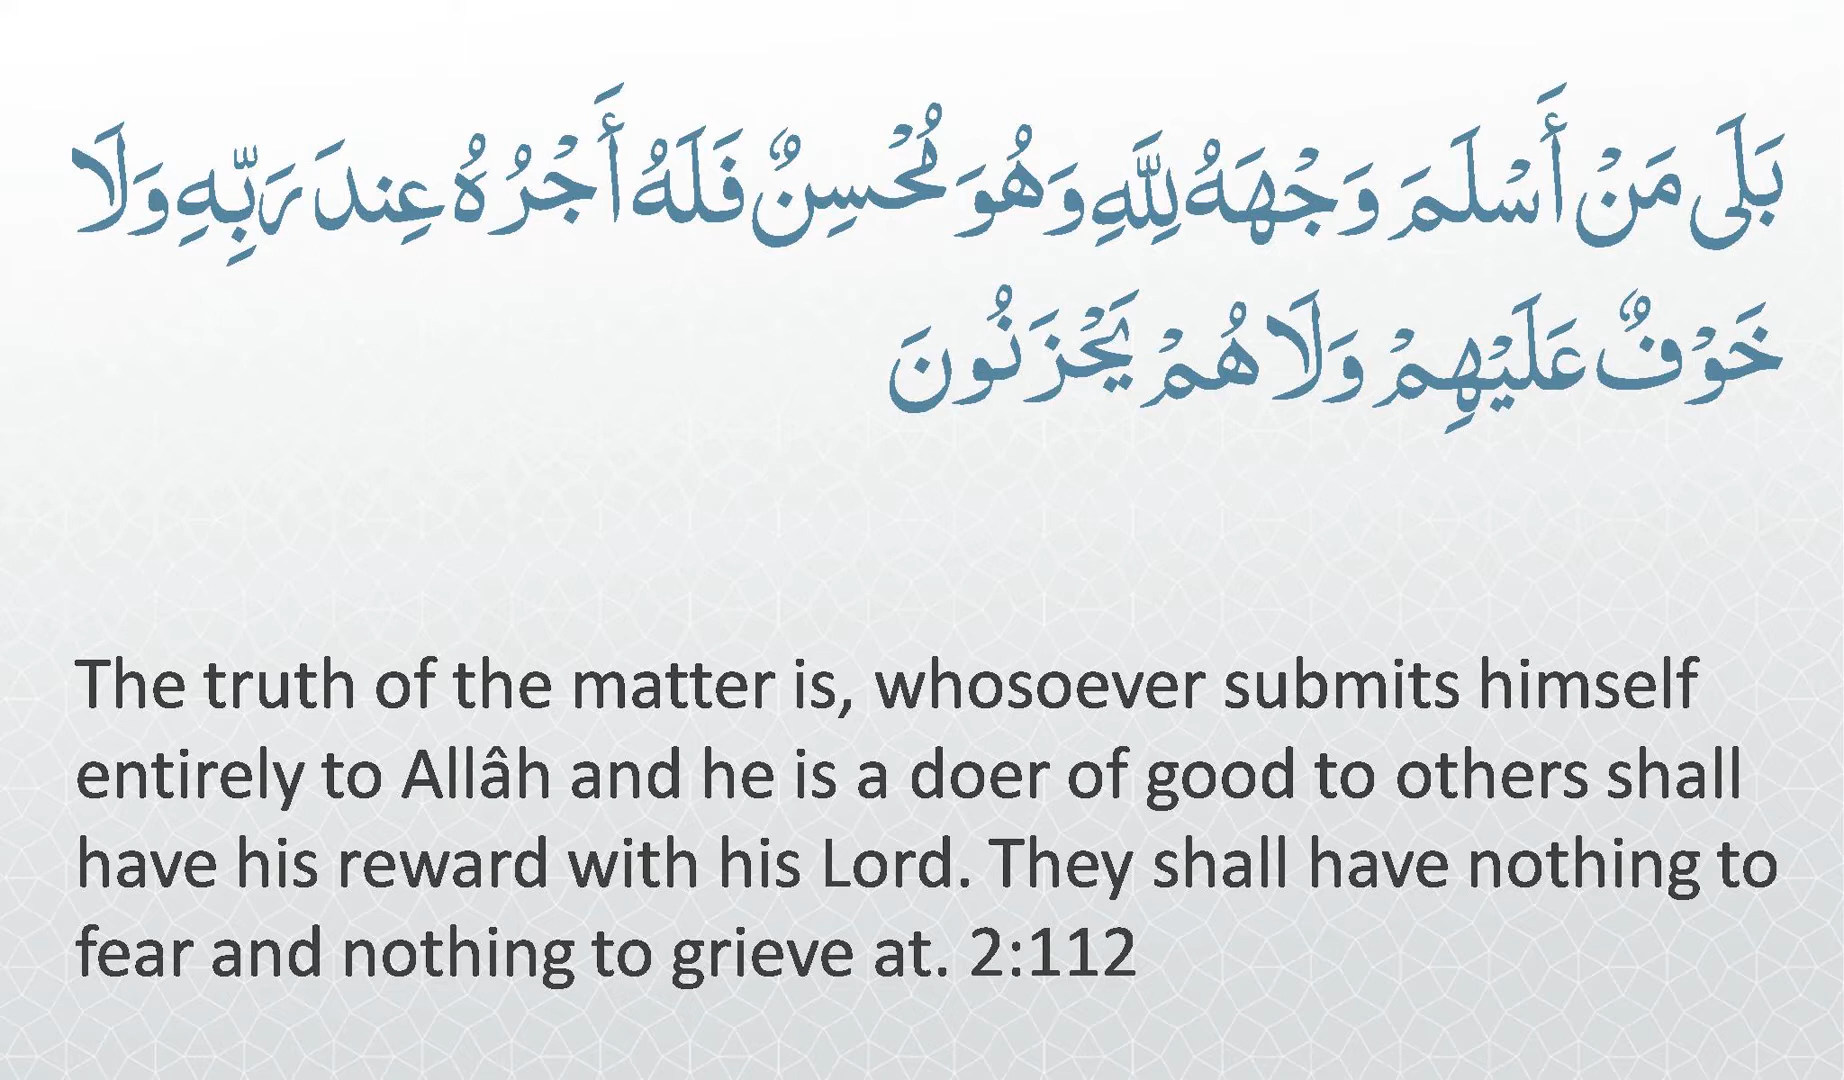 بَلَى مَنْ أَسْلَمَ وَجْهَهُ لِلَّهِ وَهُوَ مُحْسِنٌ فَلَهُ أَجْرُهُ عِندَ رَبِّهِ وَلَا
خَوْفٌ عَلَيْهِمْ وَلَا هُمْ يَحْزَنُونَ
The truth of the matter is, whosoever submits himself
entirely to Allâh and he is a doer of good to others shall
have his reward with his Lord. They shall have nothing to
fear and nothing to grieve at. 2:112